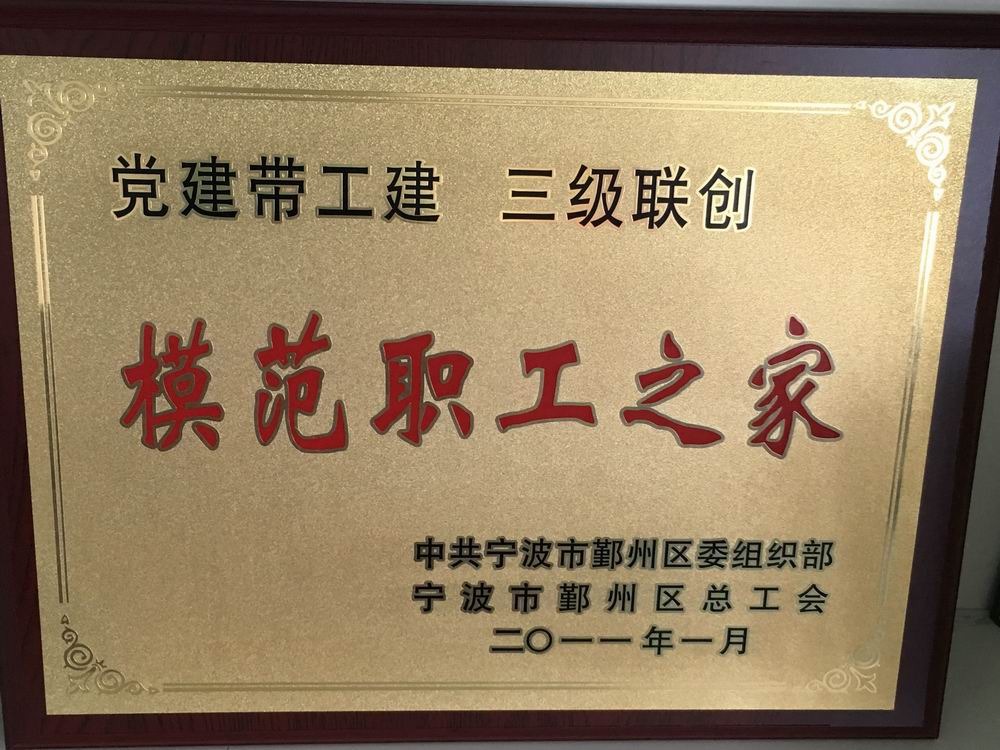 党建带工建 三级联创
模范职工之家
中共宁波市鄞州区委组织部
宁波市鄞州区总工会
二〇一一年一月